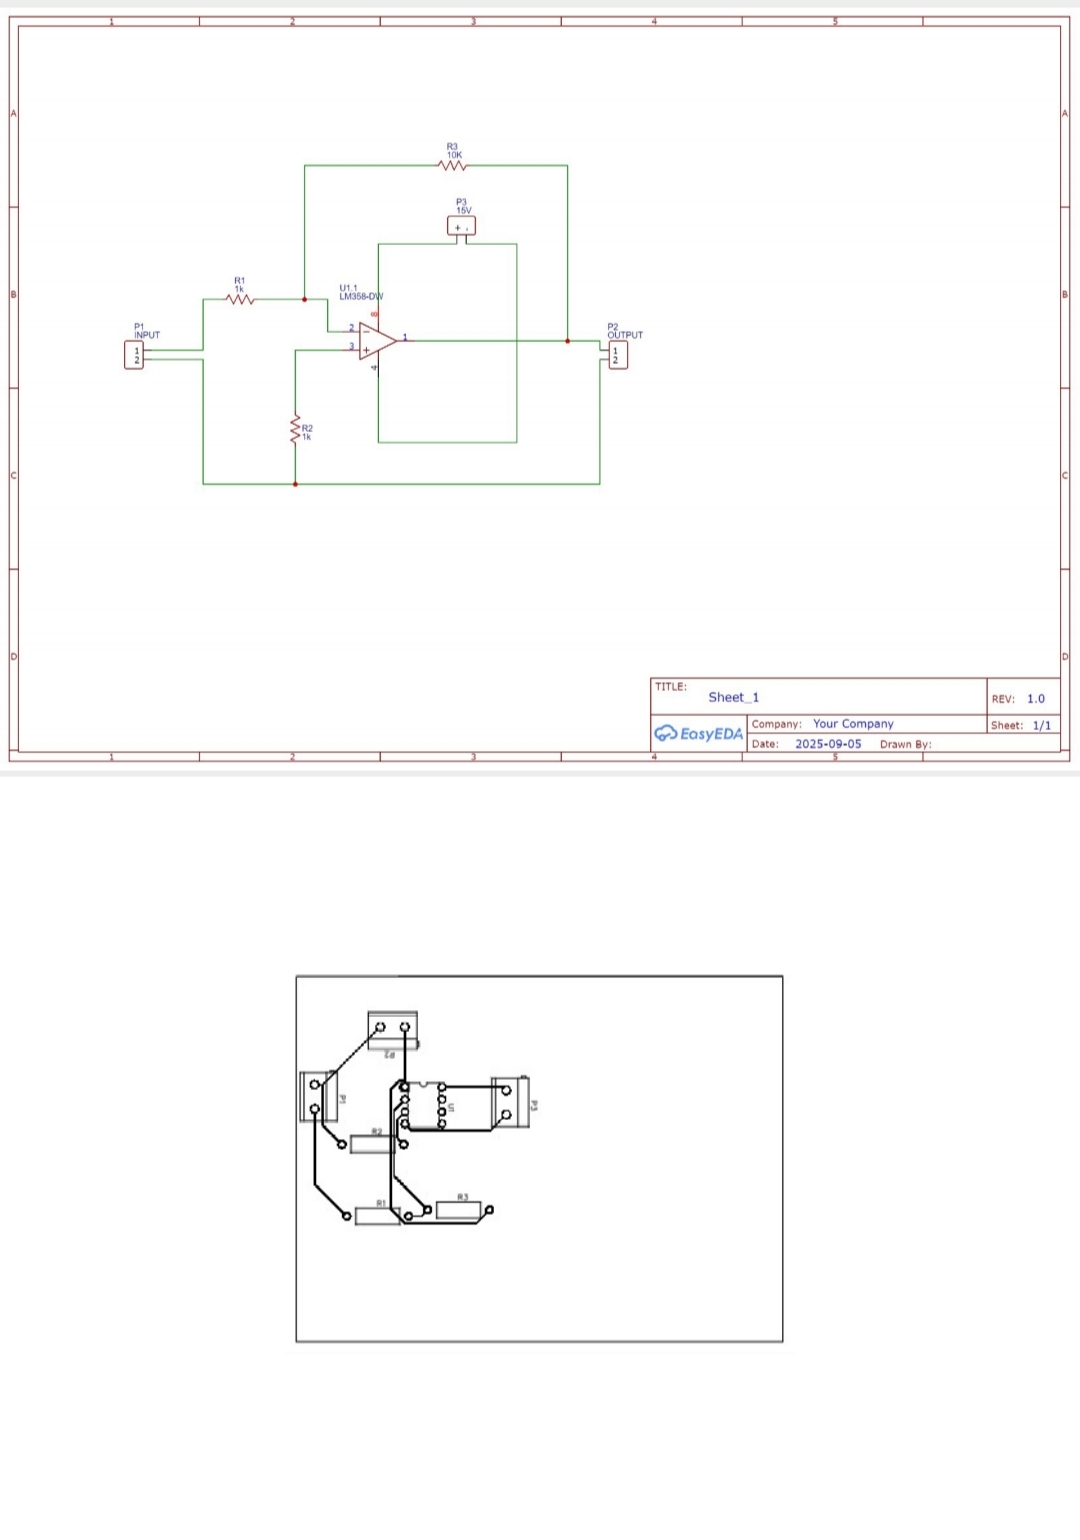 1 2 3 4 5
A A
R3
10K
P3
15V
+ -
R1
1k
U1.1
LM358-DW
B B
8
P1
INPUT
2
1
P2
OUTPUT
1
2
3
1
2
4
R2
1k
C C
D D
TITLE:
Sheet_1
REV: 1.0
EasyEDA
Company: Your Company
Sheet: 1/1
Date: 2025-09-05 Drawn By:
1 2 3 4 5
P2
P1
U1
P3
R2
R1
R3